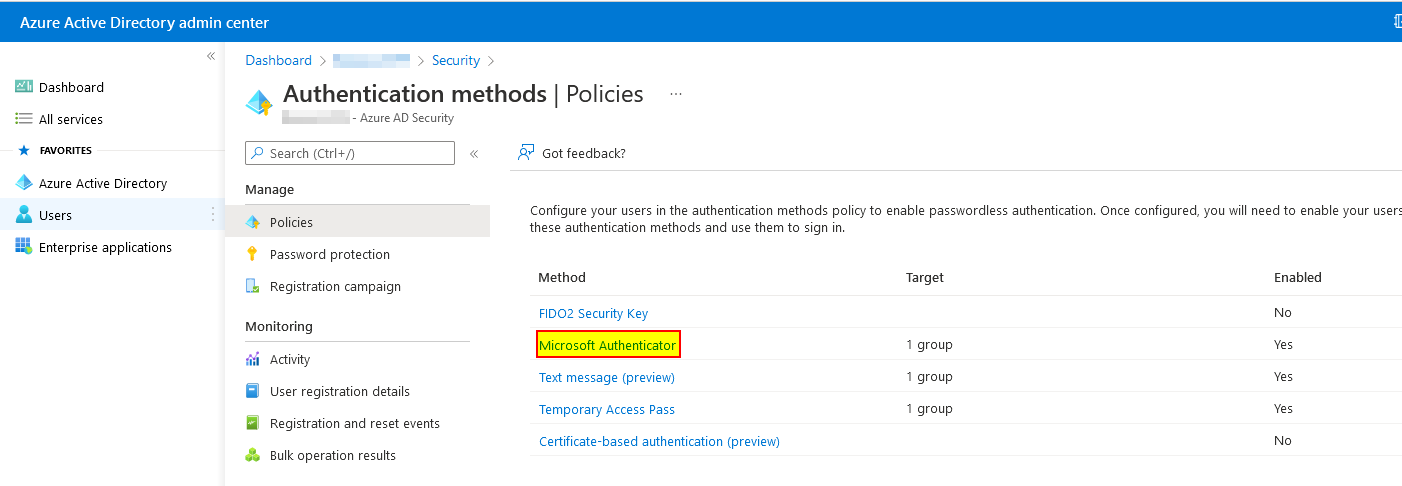 Azure Active Directory admin center
«
Dashboard
All services
FAVORITES
Azure Active Directory
Users
Enterprise applications
Dashboard > > Security >
Authentication methods | Policies ...
- Azure AD Security
Search (Ctrl+/) «
Manage
Policies
Password protection
Registration campaign
Monitoring
Activity
User registration details
Registration and reset events
Bulk operation results
Got feedback?
Configure your users in the authentication methods policy to enable passwordless authentication. Once configured, you will need to enable your users
these authentication methods and use them to sign in.
Method Target Enabled
FIDO2 Security Key No
Microsoft Authenticator 1 group Yes
Text message (preview) 1 group Yes
Temporary Access Pass 1 group Yes
Certificate-based authentication (preview) No